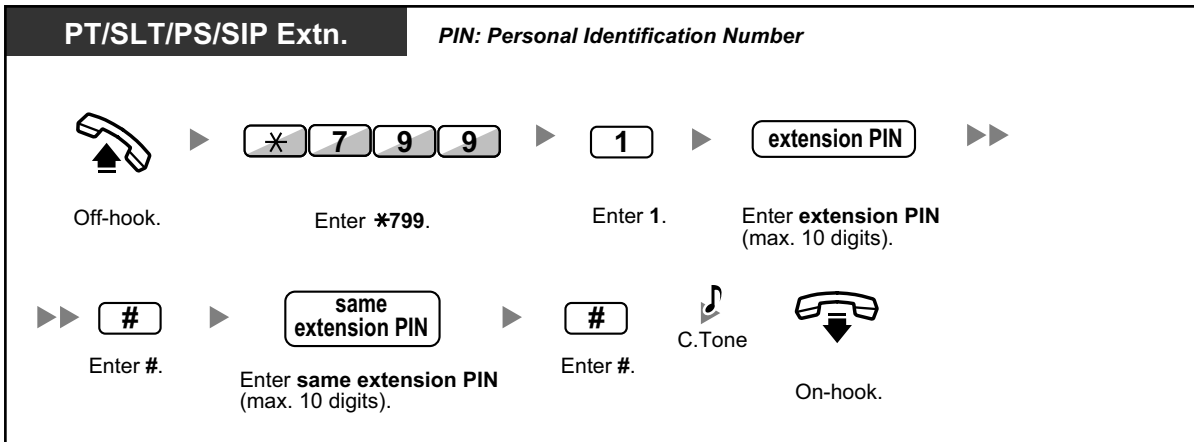 PT/SLT/PS/SIP Extn.
PIN: Personal Identification Number
* 7 9 9
1
extension PIN
Off-hook.
Enter *799.
Enter 1.
Enter extension PIN
(max. 10 digits).
#
same
extension PIN
#
C.Tone
Enter #.
Enter same extension PIN
(max. 10 digits).
Enter #.
On-hook.